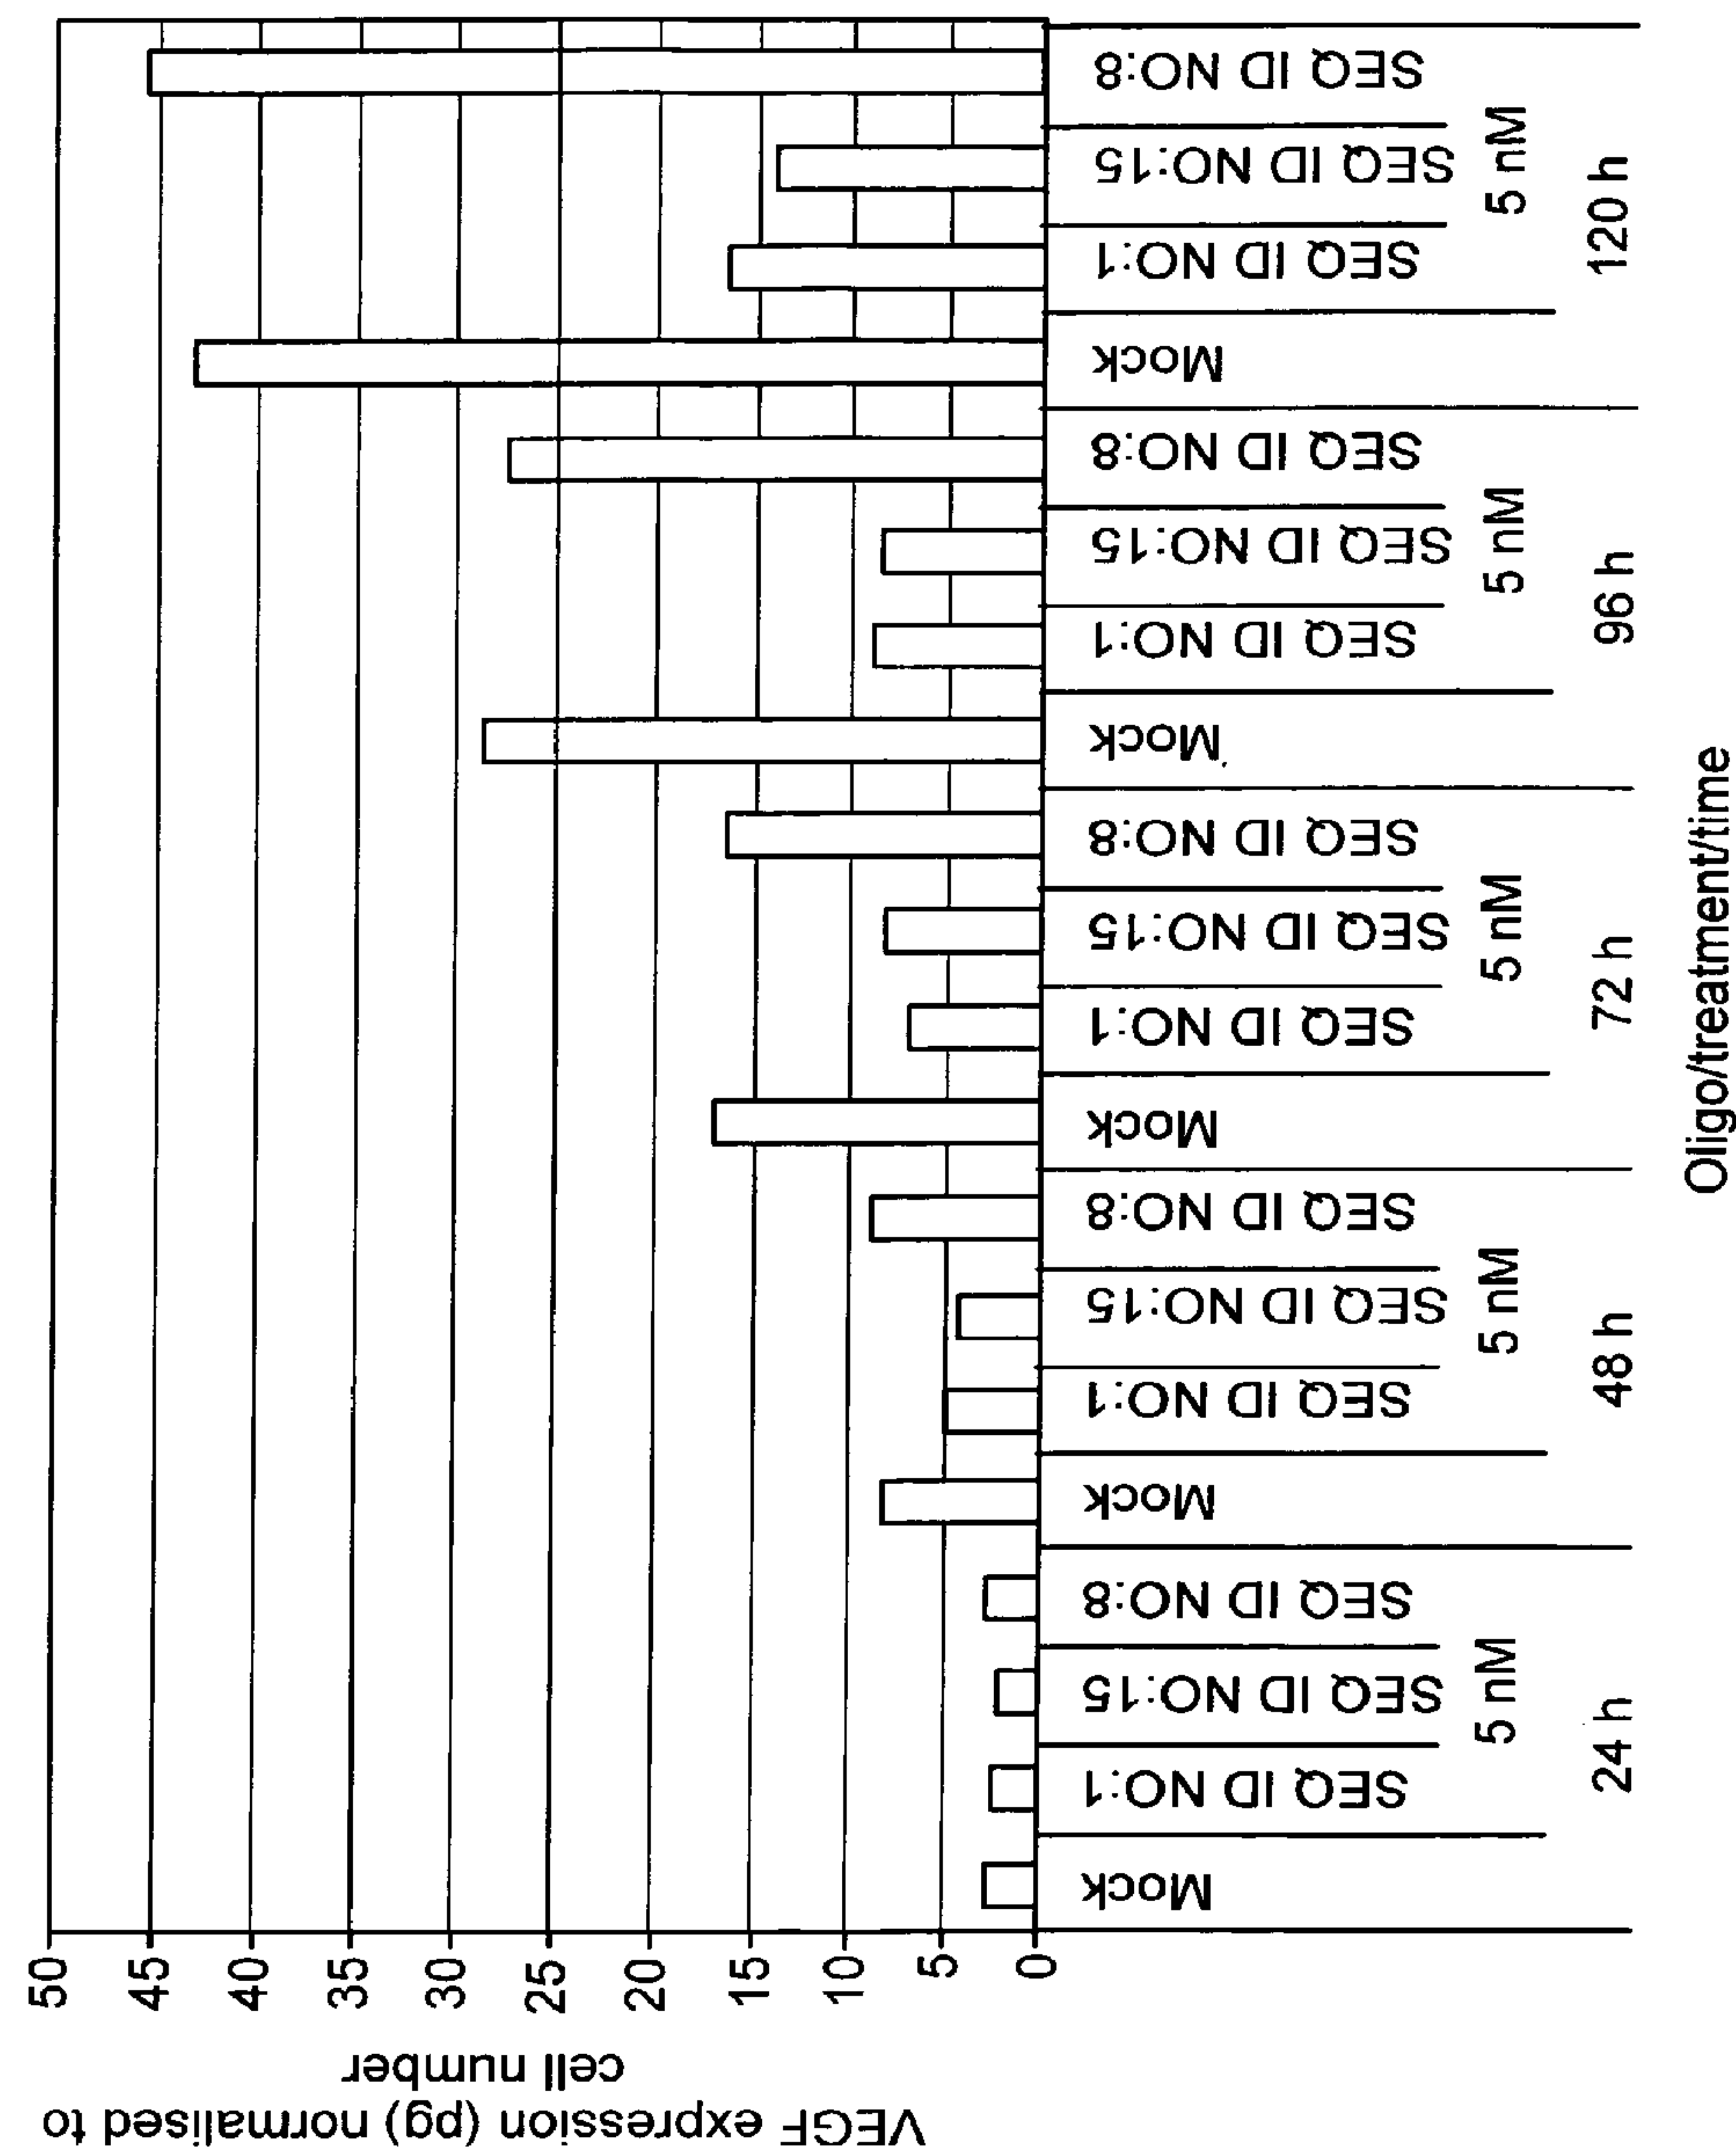 VEGF expression (pg) normalised to
cell number
50
45
40
35
30
25
20
15
10
5
0
Mock
SEQ ID NO:1
SEQ ID NO:15
SEQ ID NO:8
Mock
SEQ ID NO:1
SEQ ID NO:15
SEQ ID NO:8
Mock
SEQ ID NO:1
SEQ ID NO:15
SEQ ID NO:8
Mock
SEQ ID NO:1
SEQ ID NO:15
SEQ ID NO:8
Mock
SEQ ID NO:1
SEQ ID NO:15
SEQ ID NO:8
5 nM
5 nM
5 nM
5 nM
5 nM
24 h
48 h
72 h
96 h
120 h
Oligo/treatment/time